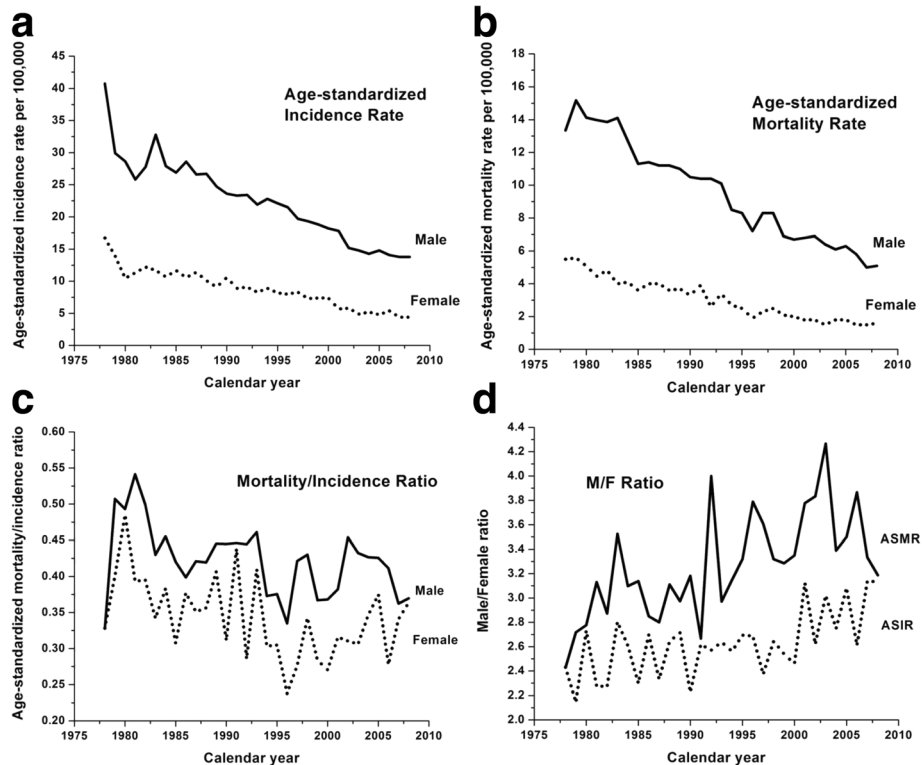 a
Age-standardized incidence rate per 100,000
45
40
35
30
25
20
15
10
5
0
Age-standardized
Incidence Rate
Male
Female
1975
1980
1985
1990
1995
2000
2005
2010
Calendar year
b
Age-standardized mortality rate per 100,000
18
16
14
12
10
8
6
4
2
0
Age-standardized
Mortality Rate
Male
Female
1975
1980
1985
1990
1995
2000
2005
2010
Calendar year
c
Age-standardized mortality/incidence ratio
0.60
0.55
0.50
0.45
0.40
0.35
0.30
0.25
0.20
Mortality/Incidence Ratio
Male
Female
1975
1980
1985
1990
1995
2000
2005
2010
Calendar year
d
Male/Female ratio
4.4
4.2
4.0
3.8
3.6
3.4
3.2
3.0
2.8
2.6
2.4
2.2
2.0
M/F Ratio
ASMR
ASIR
1975
1980
1985
1990
1995
2000
2005
2010
Calendar year